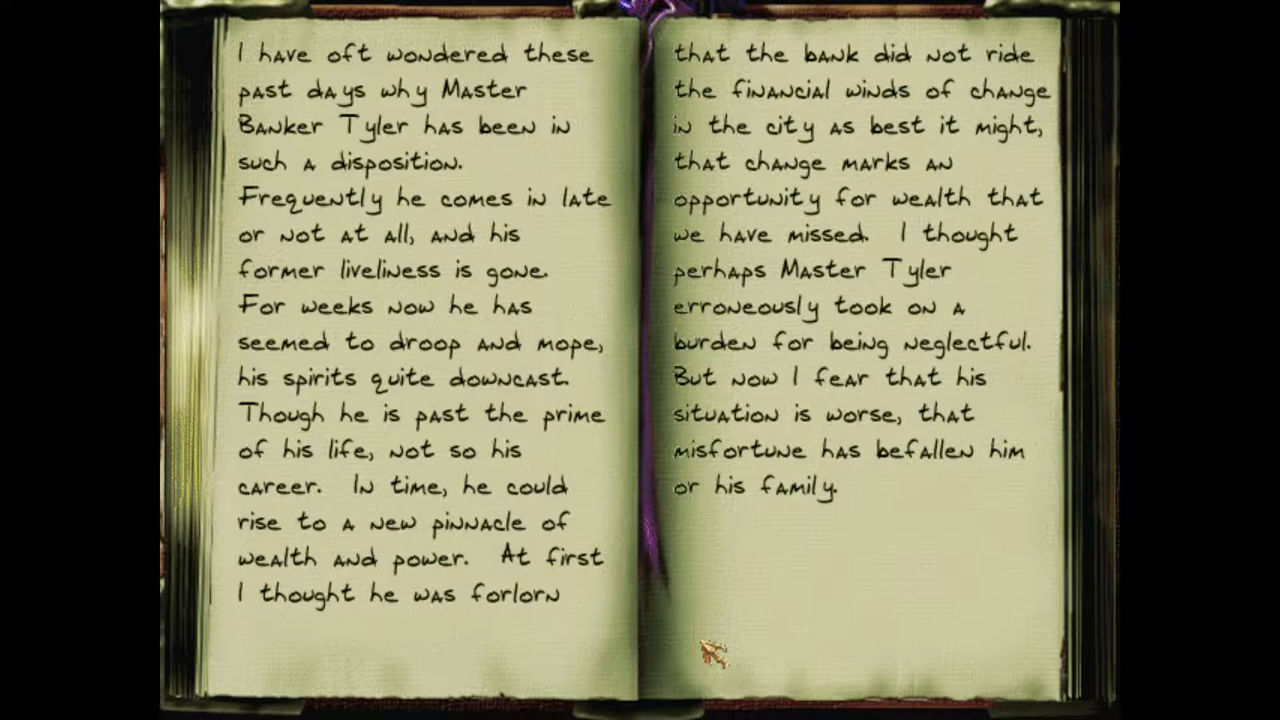 I have oft wondered these
past days why Master
Banker Tyler has been in
such a disposition.
Frequently he comes in late
or not at all, and his
former liveliness is gone.
For weeks now he has
seemed to droop and mope,
his spirits quite downcast.
Though he is past the prime
of his life, not so his
career. In time, he could
rise to a new pinnacle of
wealth and power. At first
I thought he was forlorn
that the bank did not ride
the financial winds of change
in the city as best it might,
that change marks an
opportunity for wealth that
we have missed. I thought
perhaps Master Tyler
erroneously took on a
burden for being neglectful.
But now I fear that his
situation is worse, that
misfortune has befallen him
or his family.